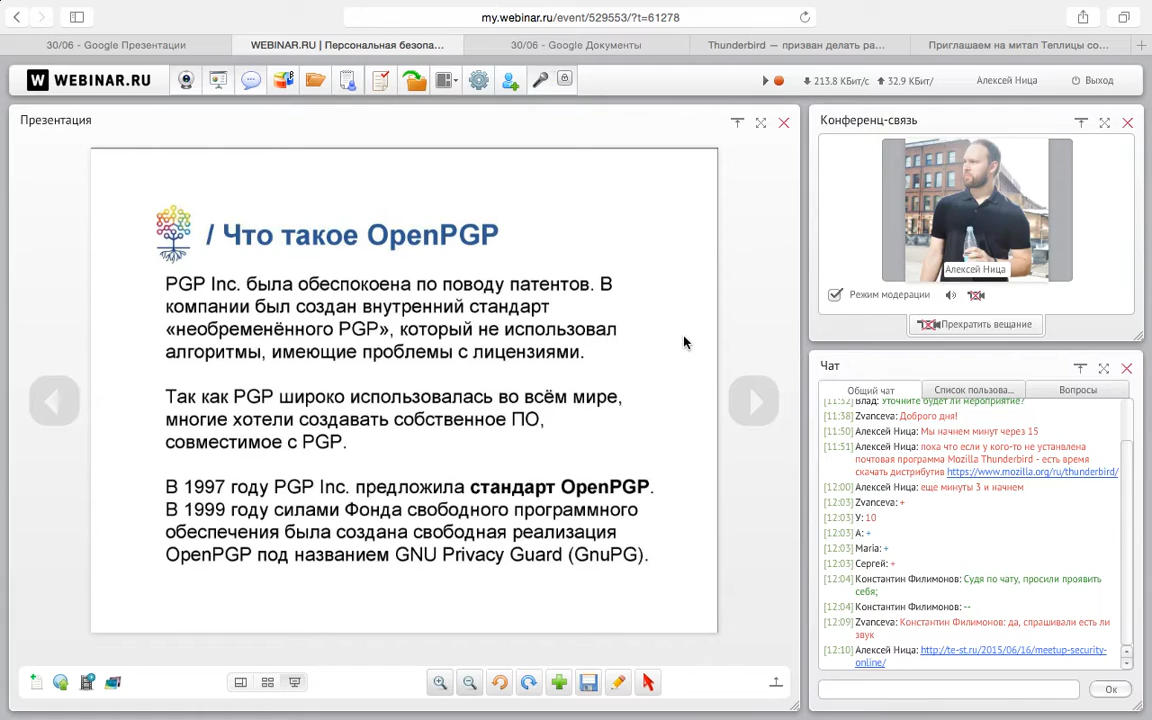 my.webinar.ru/event/529553/?t=61278
30/06 - Google Презентации
WEBINAR.RU | Персональная безопа...
30/06 - Google Документы
Thunderbird — призван делать ра...
Приглашаем на митап Теплицы со...
W WEBINAR.RU
213.8 КБит/с
32.9 КБит/
Алексей Ница
Выход
Презентация
/ Что такое OpenPGP
PGP Inc. была обеспокоена по поводу патентов. В
компании был создан внутренний стандарт
«необременённого PGP», который не использовал
алгоритмы, имеющие проблемы с лицензиями.
Так как PGP широко использовалась во всём мире,
многие хотели создавать собственное ПО,
совместимое с PGP.
В 1997 году PGP Inc. предложила стандарт OpenPGP.
В 1999 году силами Фонда свободного программного
обеспечения была создана свободная реализация
OpenPGP под названием GNU Privacy Guard (GnuPG).
Конференц-связь
Алексей Ница
Режим модерации
Прекратить вещание
Чат
Общий чат
Список пользова...
Вопросы
[11:32] Влад: Уточните будет ли мероприятие?
[11:38] Zvanceva: Доброго дня!
[11:50] Алексей Ница: Мы начнем минут через 15
[11:51] Алексей Ница: пока что если у кого-то не уставлена
почтовая программа Mozilla Thunderbird - есть время
скачать дистрибутив https://www.mozilla.org/ru/thunderbird/
[12:00] Алексей Ница: еще минуты 3 и начнем
[12:03] Zvanceva: +
[12:03] У: 10
[12:03] А: +
[12:03] Maria: +
[12:03] Сергей: +
[12:04] Константин Филимонов: Судя по чату, просили проявить
себя;
[12:04] Константин Филимонов: --
[12:09] Zvanceva: Константин Филимонов: да, спрашивали есть ли
звук
[12:10] Алексей Ница: http://te-st.ru/2015/06/16/meetup-security-
online/
Ок